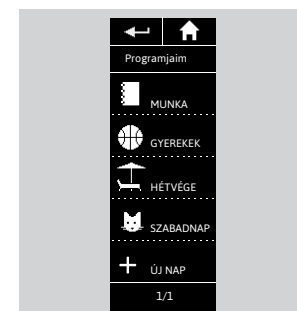 Programjaim
MUNKA
GYEREKEK
HÉTVÉGE
SZABADNAP
ÚJ NAP
1/1